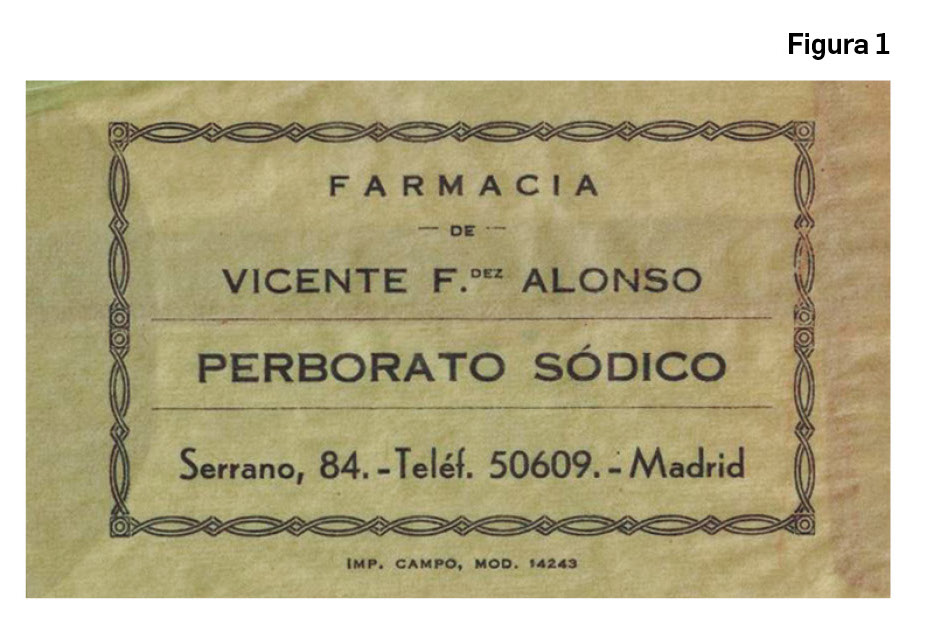 Figura 1
FARMACIA
— DE —
VICENTE F.DEZ ALONSO
PERBORATO SÓDICO
Serrano, 84.-Teléf. 50609.-Madrid
IMP. CAMPO, MOD. 14243